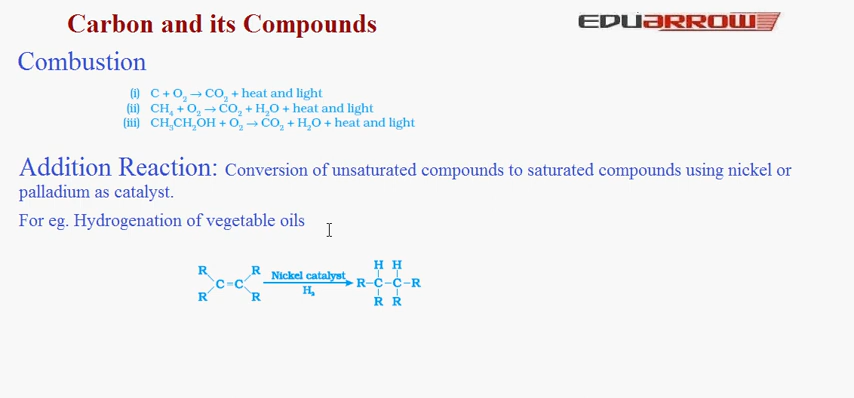 Carbon and its Compounds
EDUARROW
Combustion
(i) C + O₂ → CO₂ + heat and light
(ii) CH₄ + O₂ → CO₂ + H₂O + heat and light
(iii) CH₃CH₂OH + O₂ → CO₂ + H₂O + heat and light
Addition Reaction: Conversion of unsaturated compounds to saturated compounds using nickel or
palladium as catalyst.
For eg. Hydrogenation of vegetable oils
H H
R R Nickel catalyst
C=C H₂ R-C-C-R
R R R R